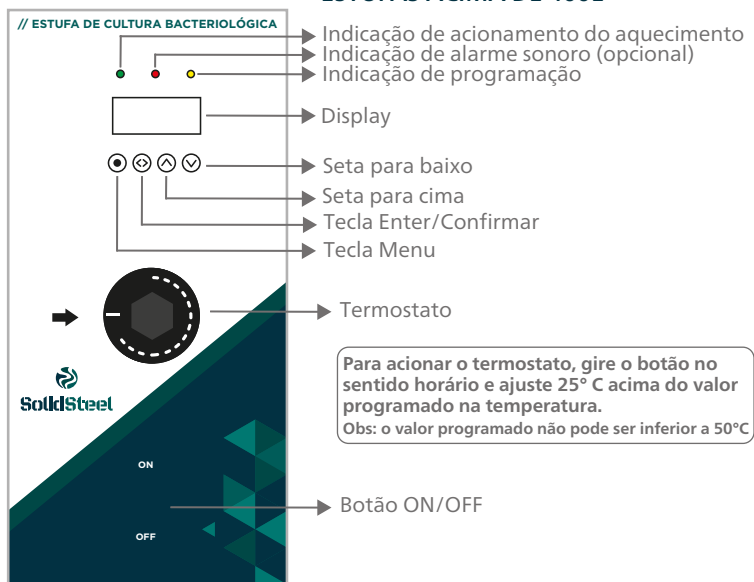 // ESTUFA DE CULTURA BACTERIOLÓGICA
Indicação de acionamento do aquecimento
Indicação de alarme sonoro (opcional)
Indicação de programação
Display
Seta para baixo
Seta para cima
Tecla Enter/Confirmar
Tecla Menu
Termostato
SolidSteel
Para acionar o termostato, gire o botão no
sentido horário e ajuste 25° C acima do valor
programado na temperatura.
Obs: o valor programado não pode ser inferior a 50°C
ON
Botão ON/OFF
OFF